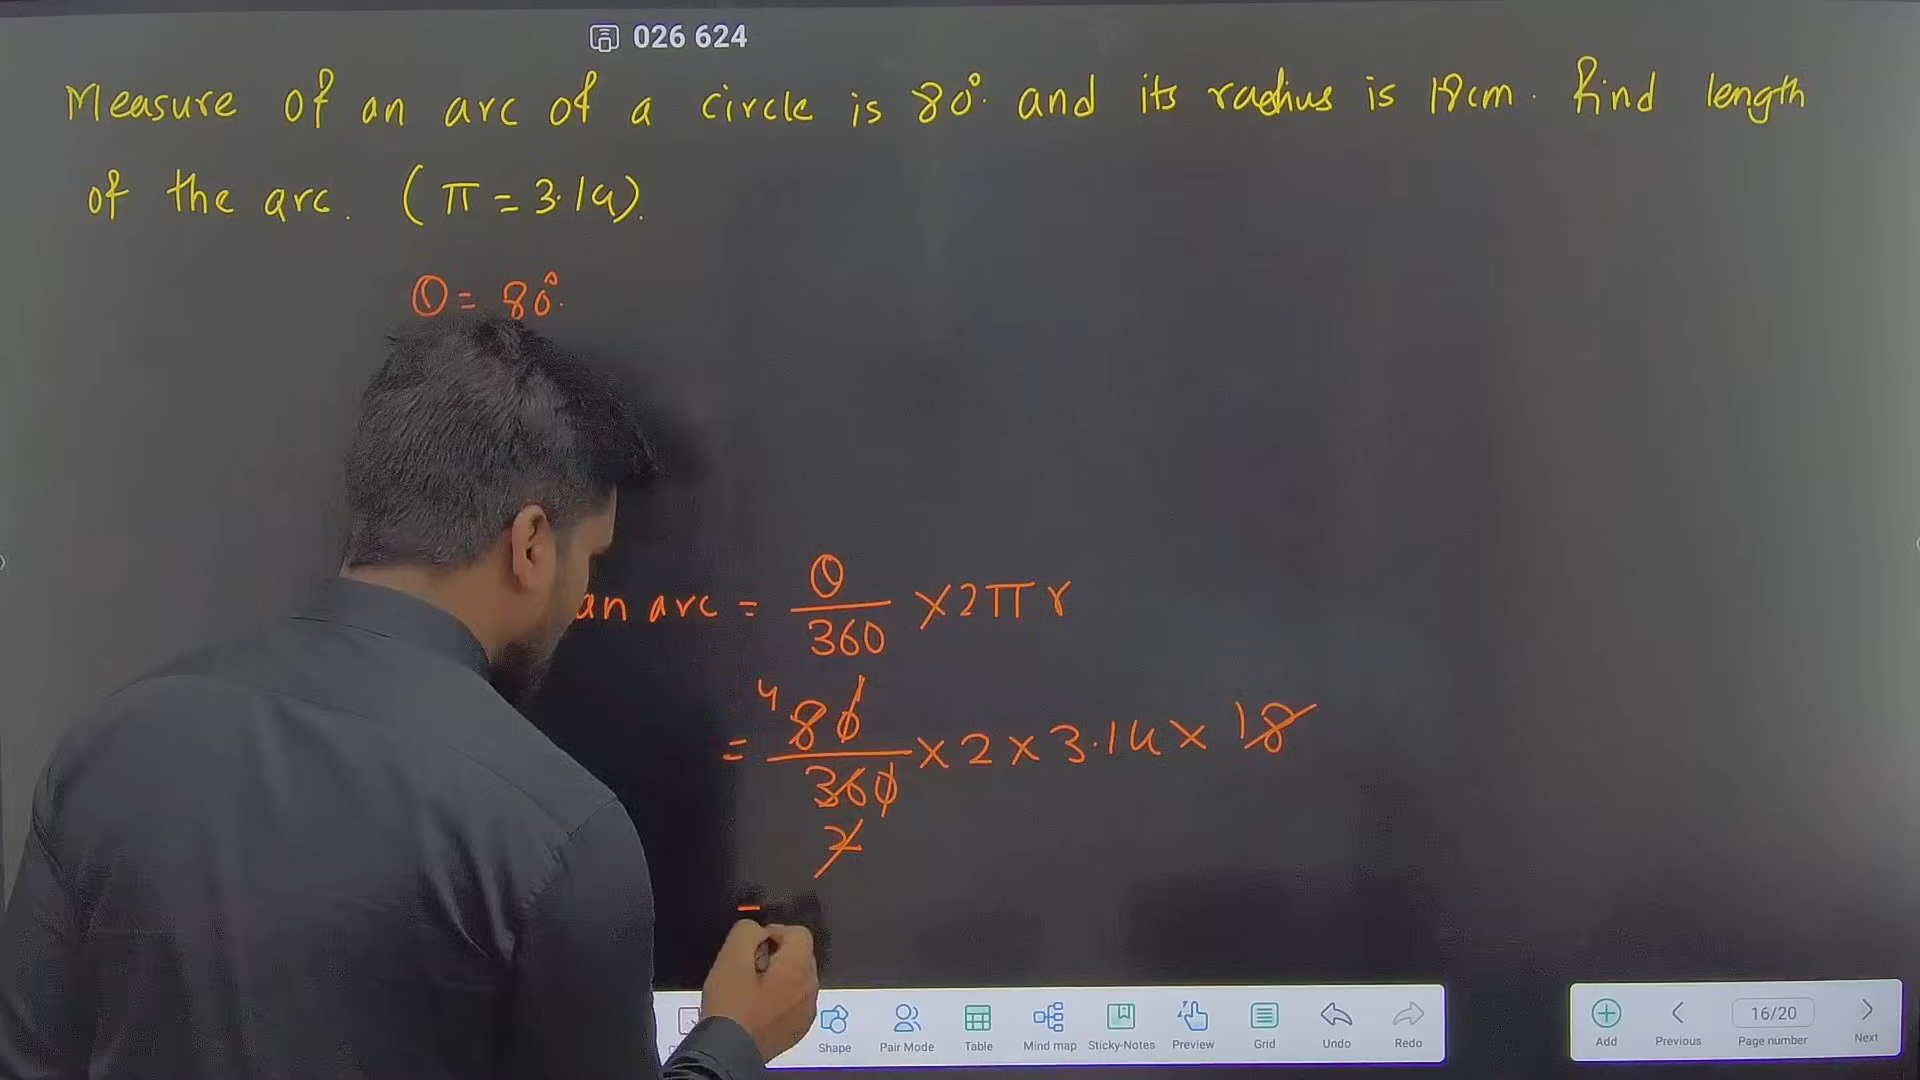 026 624
Measure of an arc of a circle is 80°. and its radius is 18cm. find length
of the arc. (π = 3.14).
θ = 80°.
an arc = θ/360 × 2πr
= 4 80/360 × 2 × 3.14 × 18
2
=
Shape Pair Mode Table Mind map Sticky-Notes Preview Grid Undo Redo
Add Previous 16/20 Page number Next